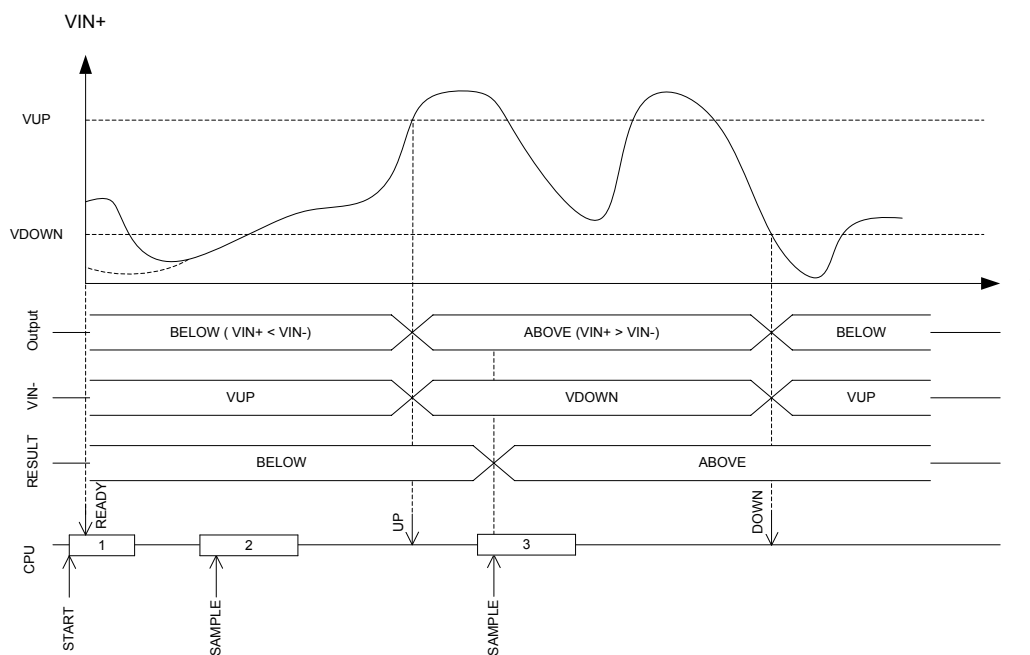 VIN+
VUP
VDOWN
Output
BELOW ( VIN+ < VIN-)
ABOVE (VIN+ > VIN-)
BELOW
VIN-
VUP
VDOWN
VUP
RESULT
BELOW
ABOVE
READY
UP
DOWN
CPU
1
2
3
START
SAMPLE
SAMPLE